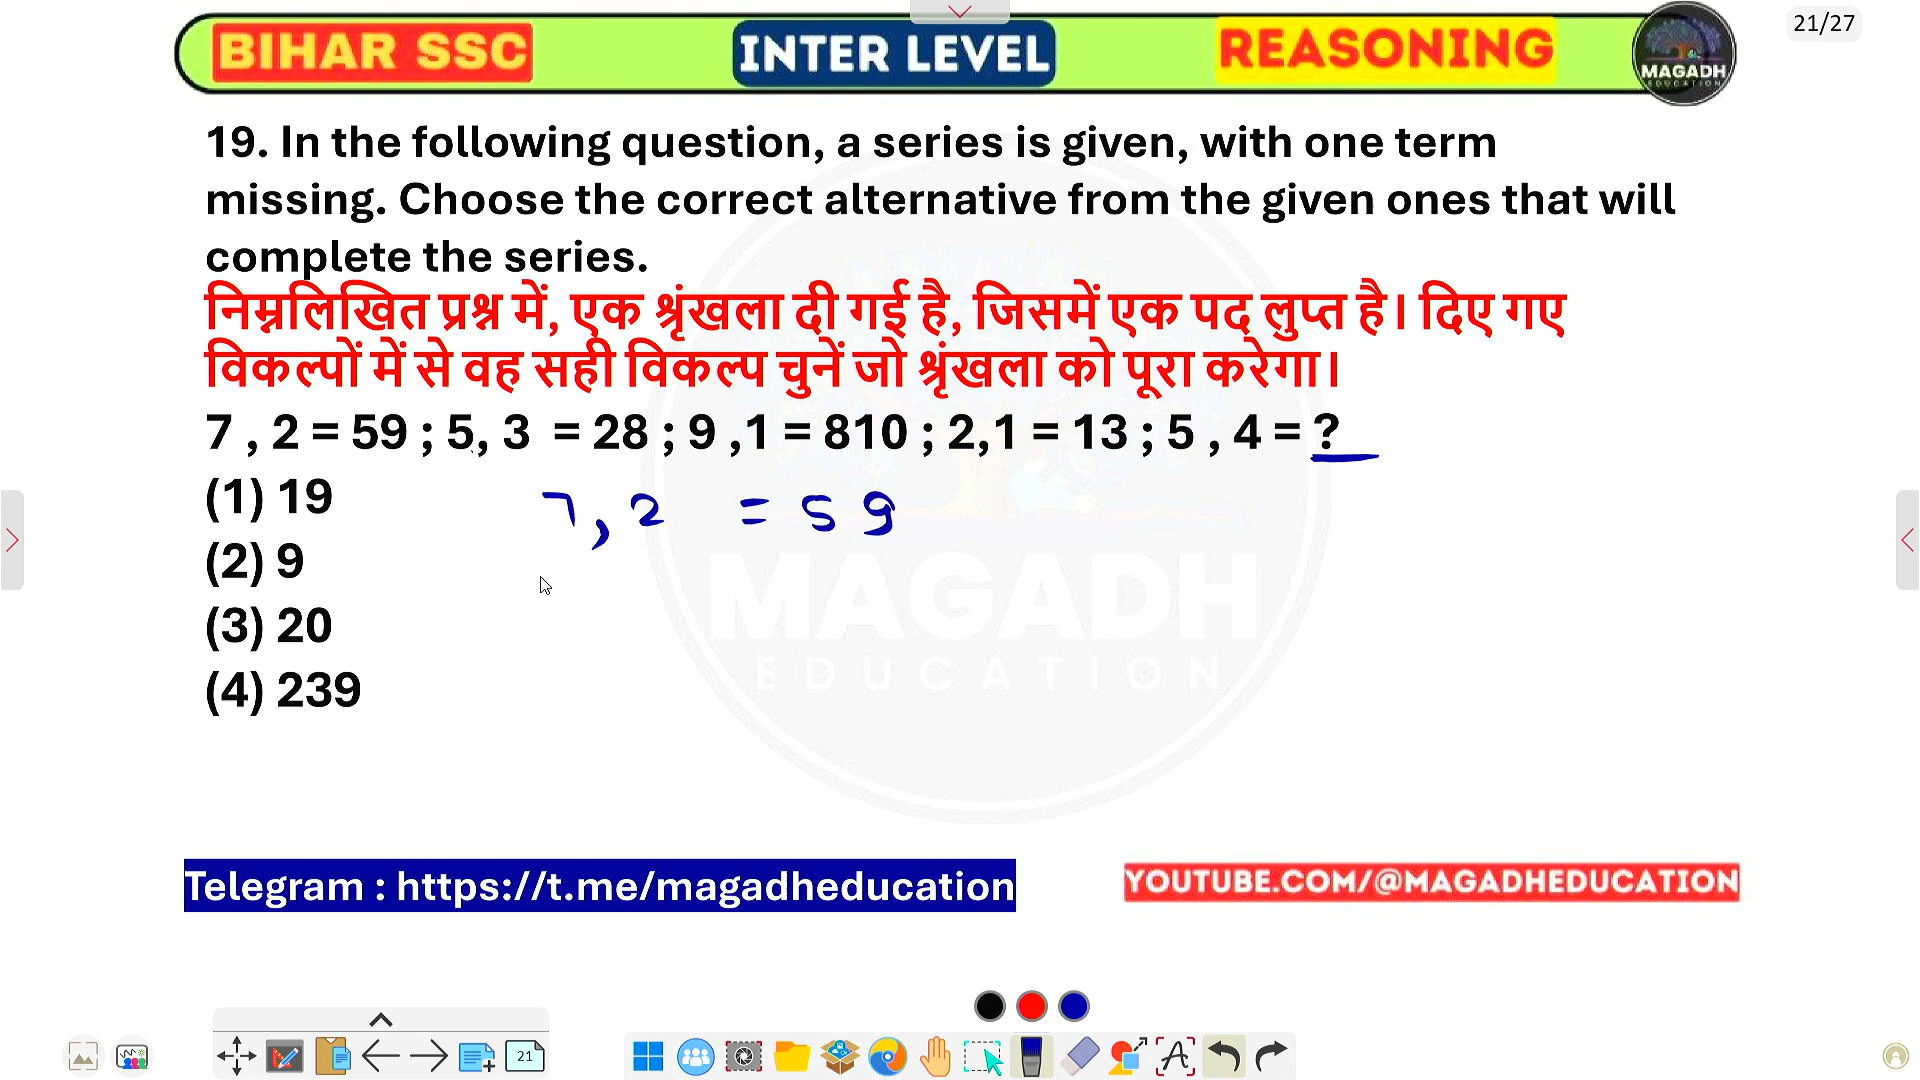 BIHAR SSC
INTER LEVEL
REASONING
MAGADH
EDUCATION
21/27
19. In the following question, a series is given, with one term
missing. Choose the correct alternative from the given ones that will
complete the series.
निम्नलिखित प्रश्न में, एक श्रृंखला दी गई है, जिसमें एक पद लुप्त है। दिए गए
विकल्पों में से वह सही विकल्प चुनें जो श्रृंखला को पूरा करेगा।
7 , 2 = 59 ; 5, 3 = 28 ; 9 ,1 = 810 ; 2,1 = 13 ; 5 , 4 = ?
(1) 19
7, 2 = 59
(2) 9
(3) 20
(4) 239
MAGADH
EDUCATION
Telegram : https://t.me/magadheducation
YOUTUBE.COM/@MAGADHEDUCATION
21